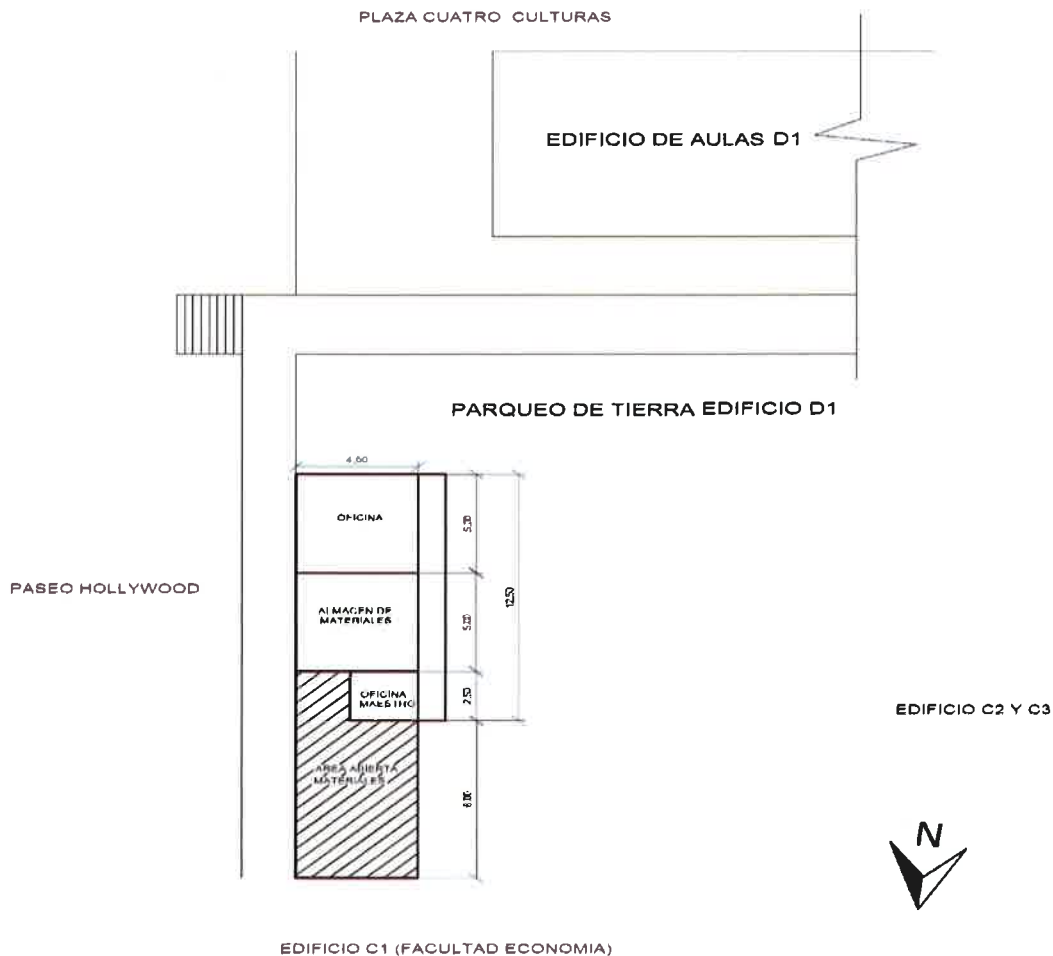 PLAZA CUATRO CULTURAS
EDIFICIO DE AULAS D1
PARQUEO DE TIERRA EDIFICIO D1
4,60
OFICINA
5,00
12,50
PASEO HOLLYWOOD
ALMACEN DE
MATERIALES
5,00
OFICINA
MAESTRO
2,50
EDIFICIO C2 Y C3
AREA ABIERTA
MATERIALES
N
EDIFICIO C1 (FACULTAD ECONOMIA)